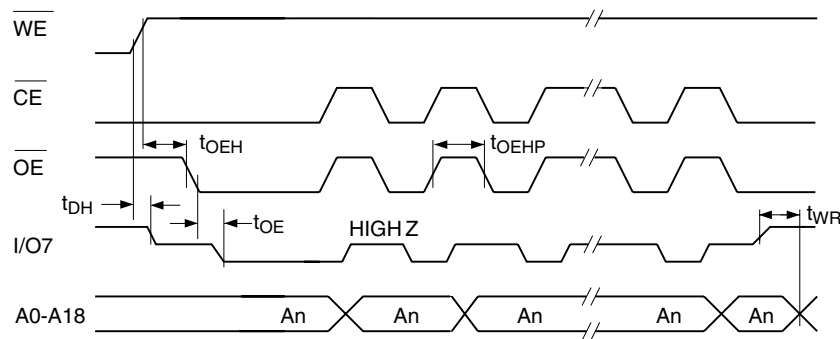 WE
CE
tOEH
tOEHP
OE
tDH
tOE
HIGH Z
tWR
I/O7
A0-A18
An An An An An